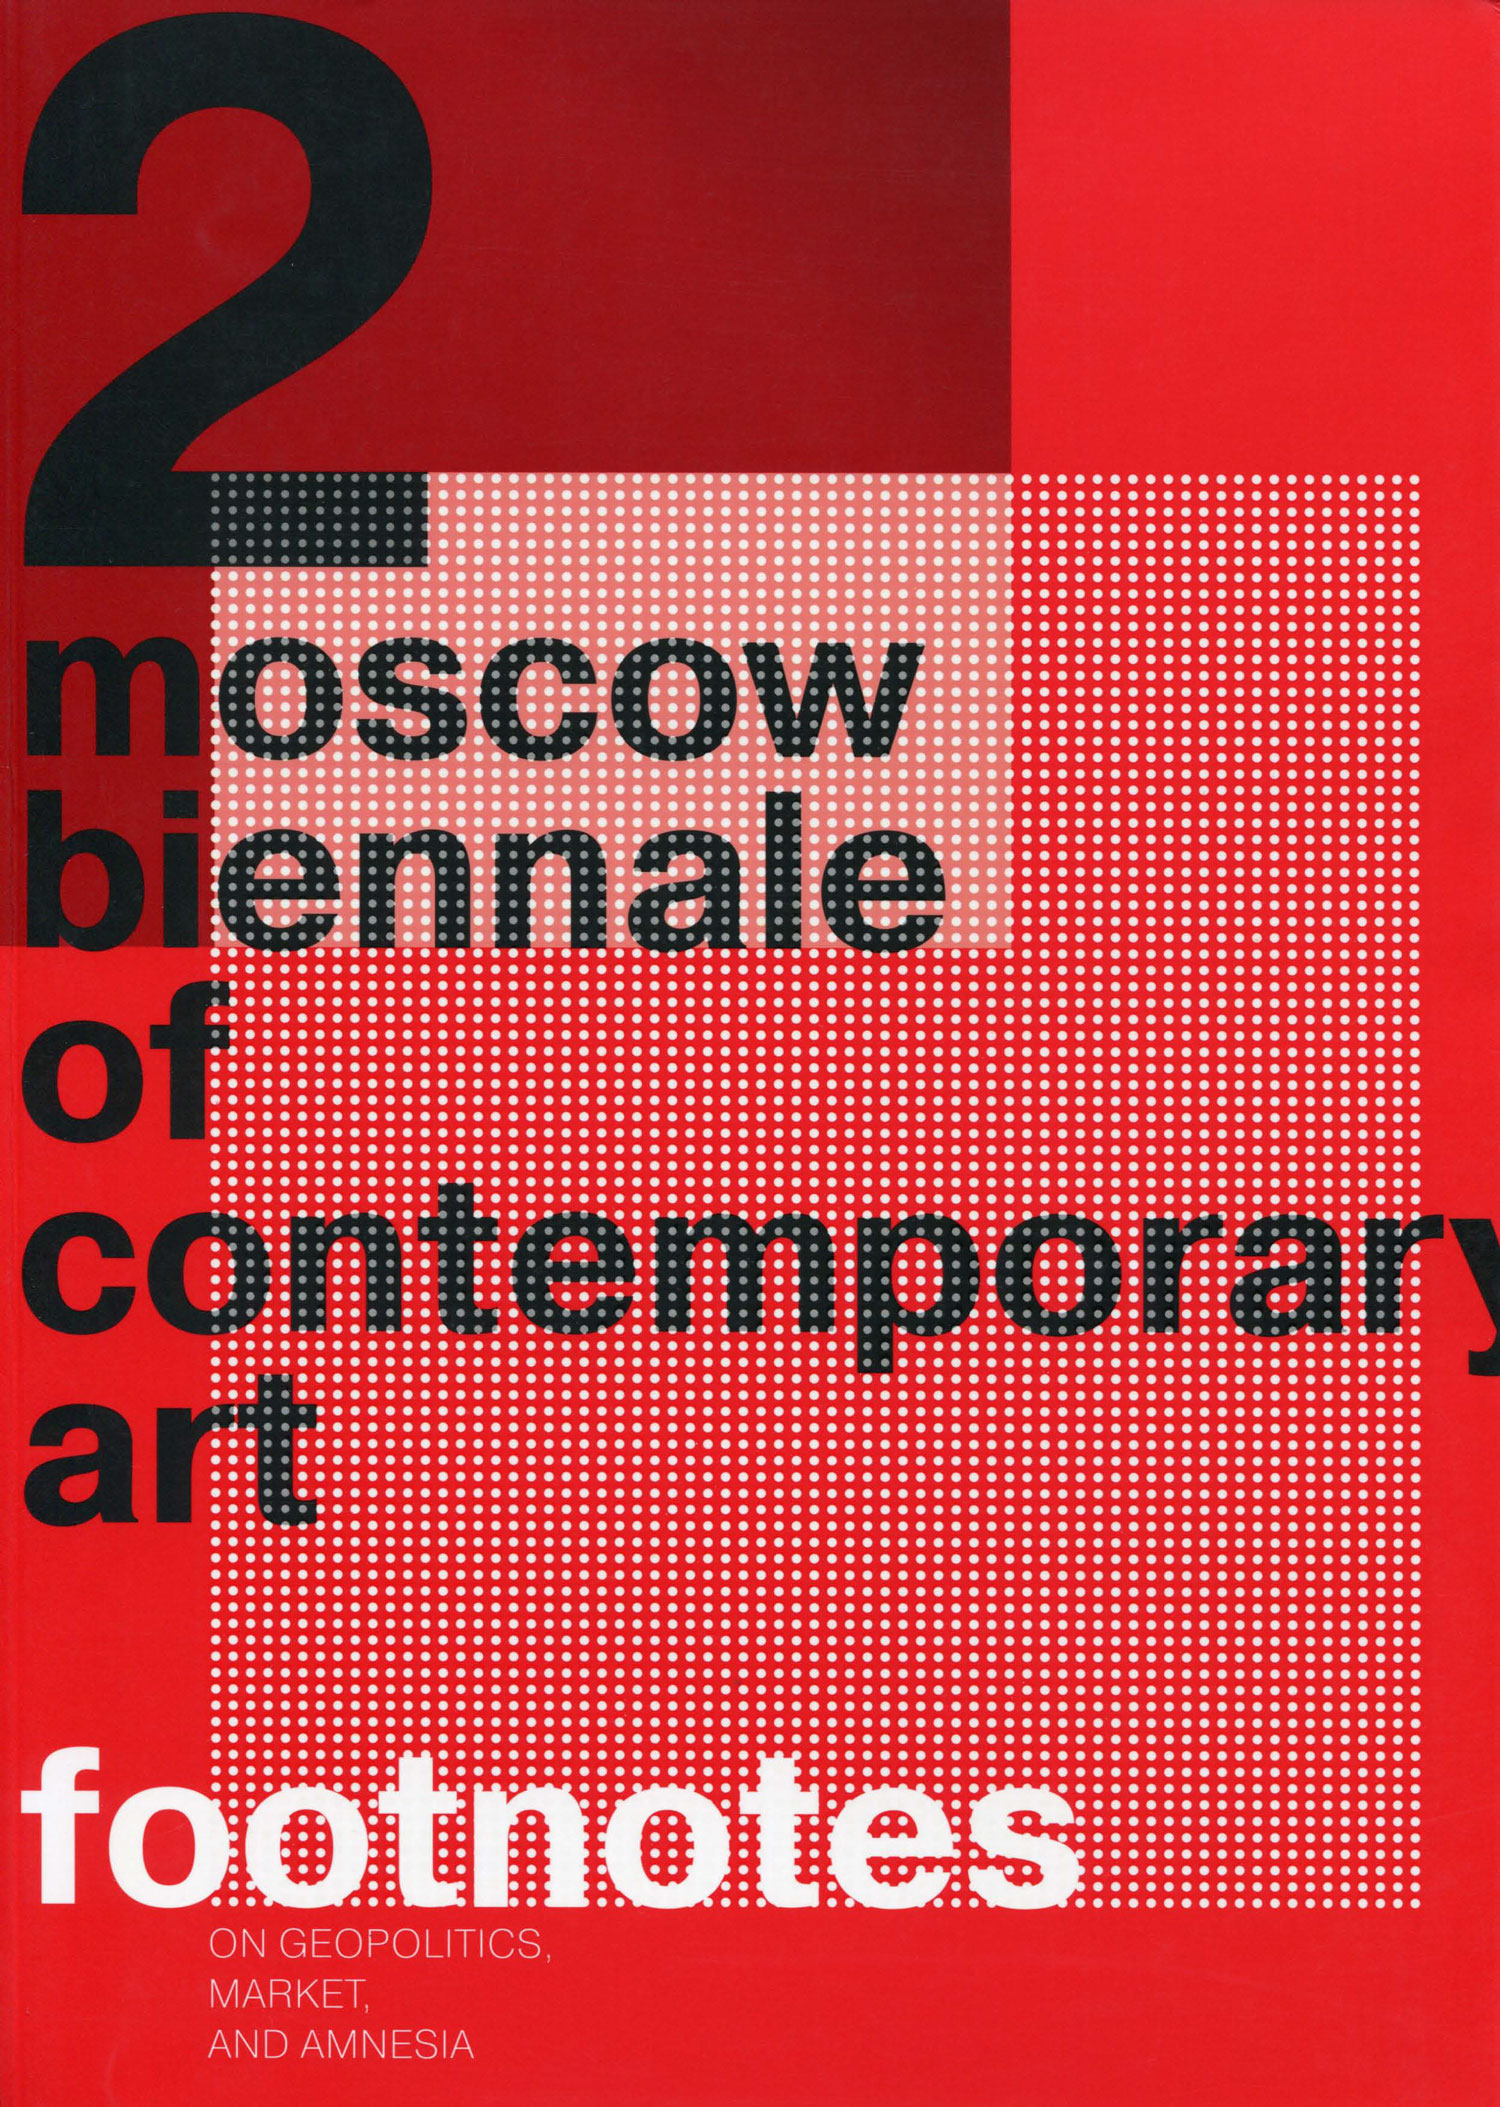 2
moscow
biennale
of
contemporary
art
footnotes
ON GEOPOLITICS,
MARKET,
AND AMNESIA